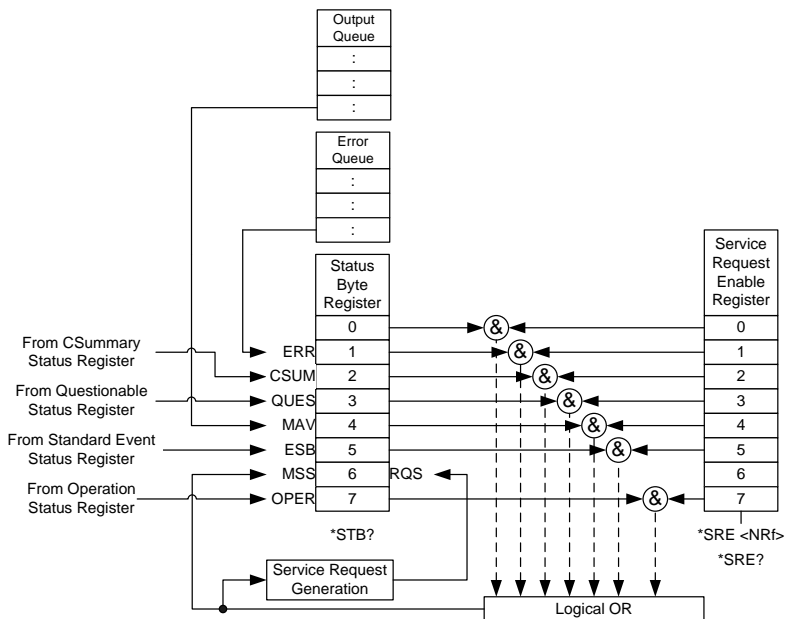 Output
Queue
:
:
:
Error
Queue
:
:
:
Status
Byte
Register
Service
Request
Enable
Register
0 & 0
From CSummary
Status Register
ERR 1 & 1
CSUM 2 & 2
From Questionable
Status Register
QUES 3 & 3
MAV 4 & 4
From Standard Event
Status Register
ESB 5 & 5
MSS 6 RQS 6
From Operation
Status Register
OPER 7 & 7
*STB?
*SRE <NRf>
*SRE?
Service Request
Generation
Logical OR